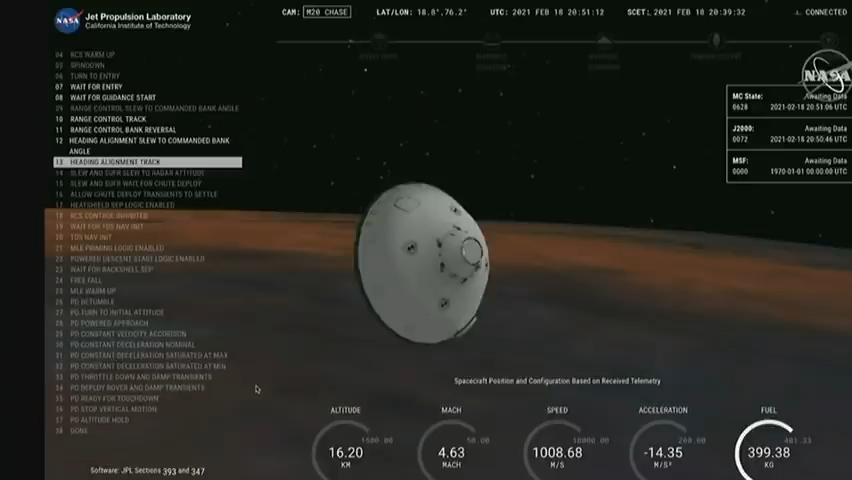 NASA
Jet Propulsion Laboratory
California Institute of Technology
CAM: M20 CHASE LAT/LON: 18.8°,76.2° UTC: 2021 FEB 18 20:51:12 SCET: 2021 FEB 18 20:39:32 CONNECTED
04 RCS WARM UP
05 SPINDOWN
06 TURN TO ENTRY
07 WAIT FOR ENTRY
08 WAIT FOR GUIDANCE START
09 RANGE CONTROL SLEW TO COMMANDED BANK ANGLE
10 RANGE CONTROL TRACK
11 RANGE CONTROL BANK REVERSAL
12 HEADING ALIGNMENT SLEW TO COMMANDED BANK
ANGLE
13 HEADING ALIGNMENT TRACK
14 SLEW AND SUFR SLEW TO RADAR ATTITUDE
15 SLEW AND SUFR WAIT FOR CHUTE DEPLOY
16 ALLOW CHUTE DEPLOY TRANSIENTS TO SETTLE
17 HEATSHIELD SEP LOGIC ENABLED
18 RCS CONTROL INHIBITED
19 WAIT FOR TDS NAV INIT
20 TDS NAV INIT
21 MLE PRIMING LOGIC ENABLED
22 POWERED DESCENT START LOGIC ENABLED
23 WAIT FOR BACKSHELL SEP
24 FREE FALL
25 MLE WARM UP
26 PD DETUMBLE
27 PD TURN TO INITIAL ATTITUDE
28 PD POWERED APPROACH
29 PD CONSTANT VELOCITY ACCORDION
30 PD CONSTANT DECELERATION NOMINAL
31 PD CONSTANT DECELERATION SATURATED AT MAX
32 PD CONSTANT DECELERATION SATURATED AT MIN
33 PD THROTTLE DOWN AND DAMP TRANSIENTS
34 PD DEPLOY ROVER AND DAMP TRANSIENTS
35 PD READY FOR TOUCHDOWN
36 PD STOP VERTICAL MOTION
37 PD ALTITUDE HOLD
38 DONE
Software: JPL Sections 393 and 347
NASA
MC State: Awaiting Data
0628 2021-02-18 20:51:06 UTC
J2000: Awaiting Data
0072 2021-02-18 20:50:46 UTC
MSF: Awaiting Data
0000 1970-01-01 00:00:00 UTC
Spacecraft Position and Configuration Based on Received Telemetry
ALTITUDE MACH SPEED ACCELERATION FUEL
1500.00 50.00 10000.00 200.00 401.33
16.20 4.63 1008.68 -14.35 399.38
KM MACH M/S M/S² KG